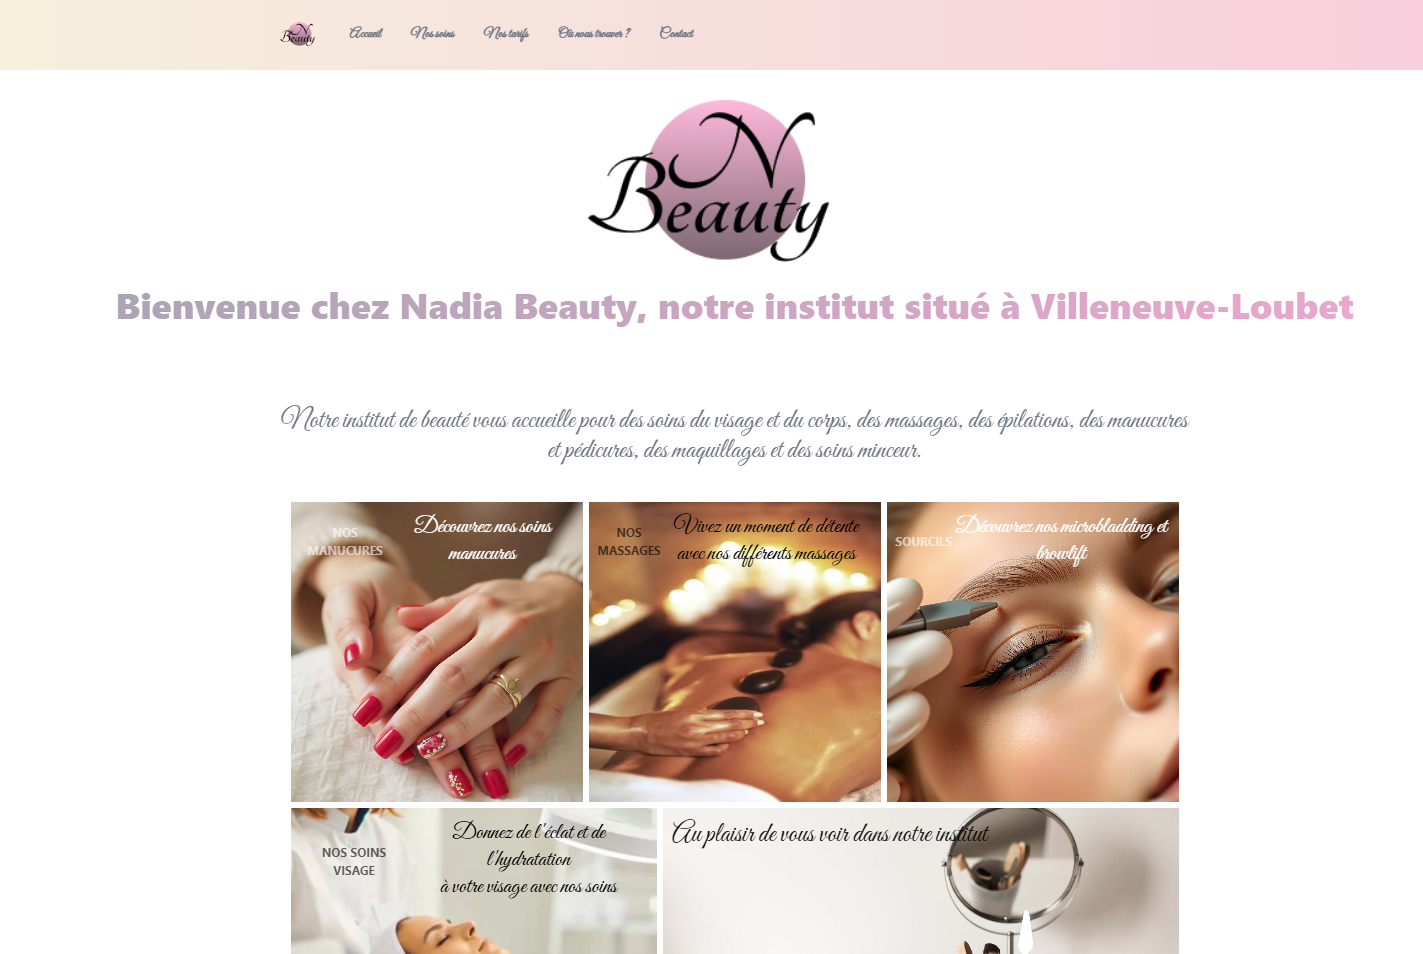 N Beauty
Accueil Nos soins Nos tarifs Où nous trouver ? Contact
N
Beauty
Bienvenue chez Nadia Beauty, notre institut situé à Villeneuve-Loubet
Notre institut de beauté vous accueille pour des soins du visage et du corps, des massages, des épilations, des manucures
et pédicures, des maquillages et des soins minceur.
NOS
MANUCURES
Découvrez nos soins
manucures
NOS
MASSAGES
Vivez un moment de détente
avec nos différents massages
SOURCILS
Découvrez nos microbladding et
browlift
NOS SOINS
VISAGE
Donnez de l'éclat et de
l'hydratation
à votre visage avec nos soins
Au plaisir de vous voir dans notre institut